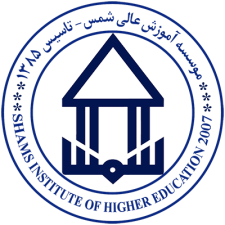 موسسه آموزش عالی شمس - تاسیس ۱۳۸۵
SHAMS INSTITUTE OF HIGHER EDUCATION 2007